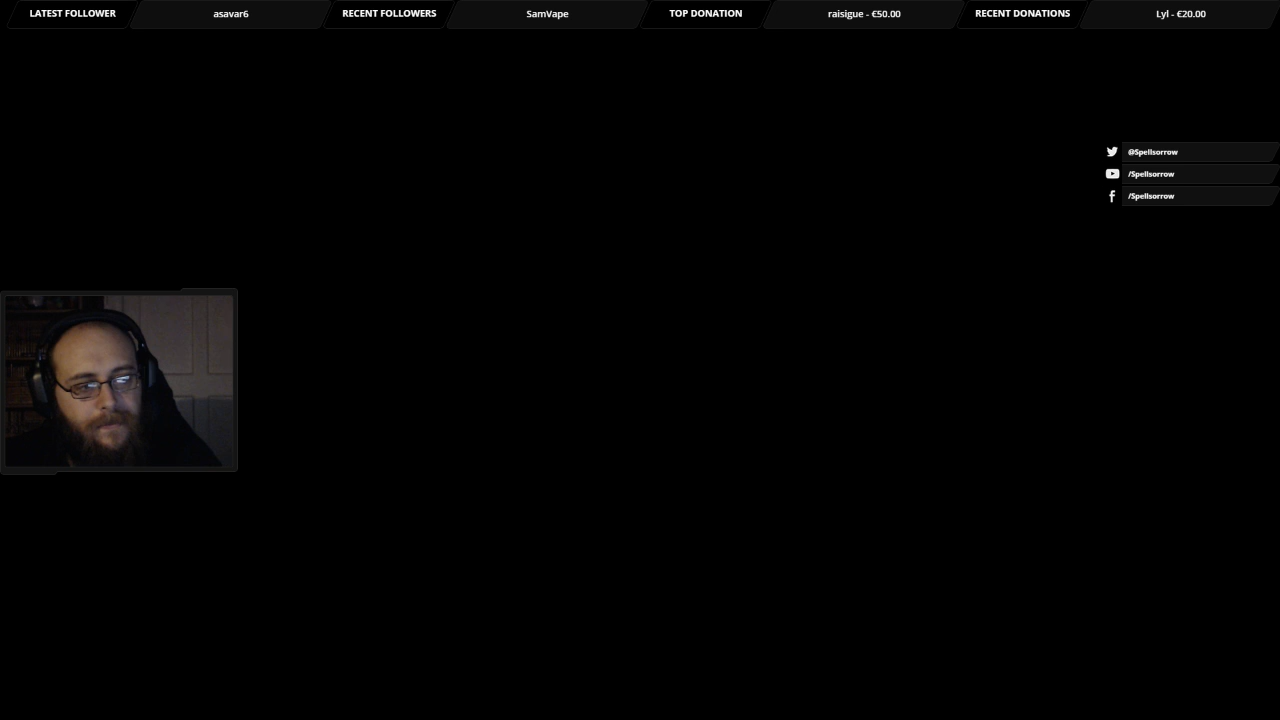 LATEST FOLLOWER asavar6 RECENT FOLLOWERS SamVape TOP DONATION raisigue - €50.00 RECENT DONATIONS Lyl - €20.00
@Spellsorrow
/Spellsorrow
/Spellsorrow